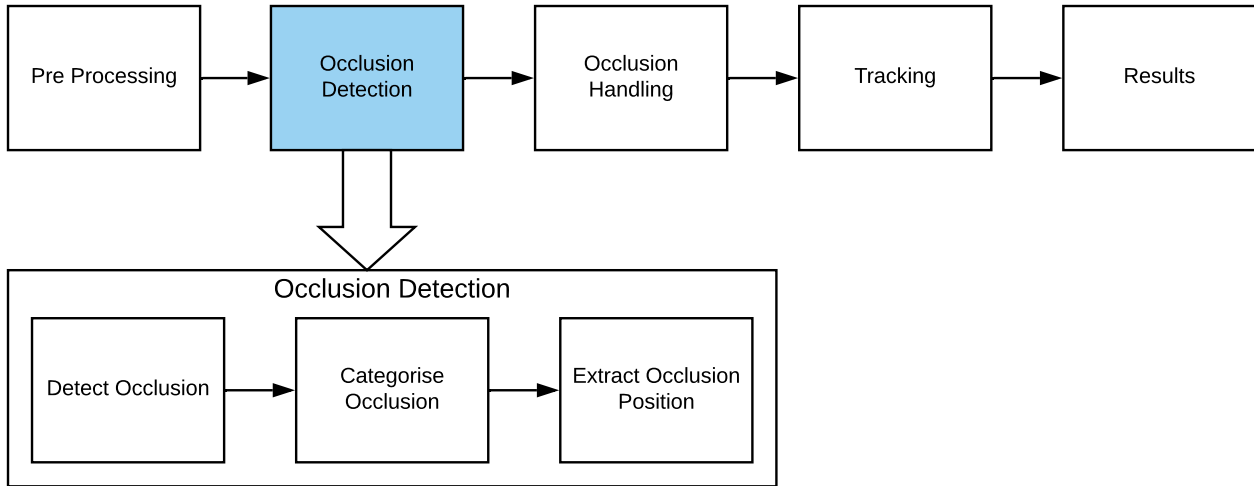 Pre Processing
Occlusion
Detection
Occlusion
Handling
Tracking
Results
Occlusion Detection
Detect Occlusion
Categorise
Occlusion
Extract Occlusion
Position